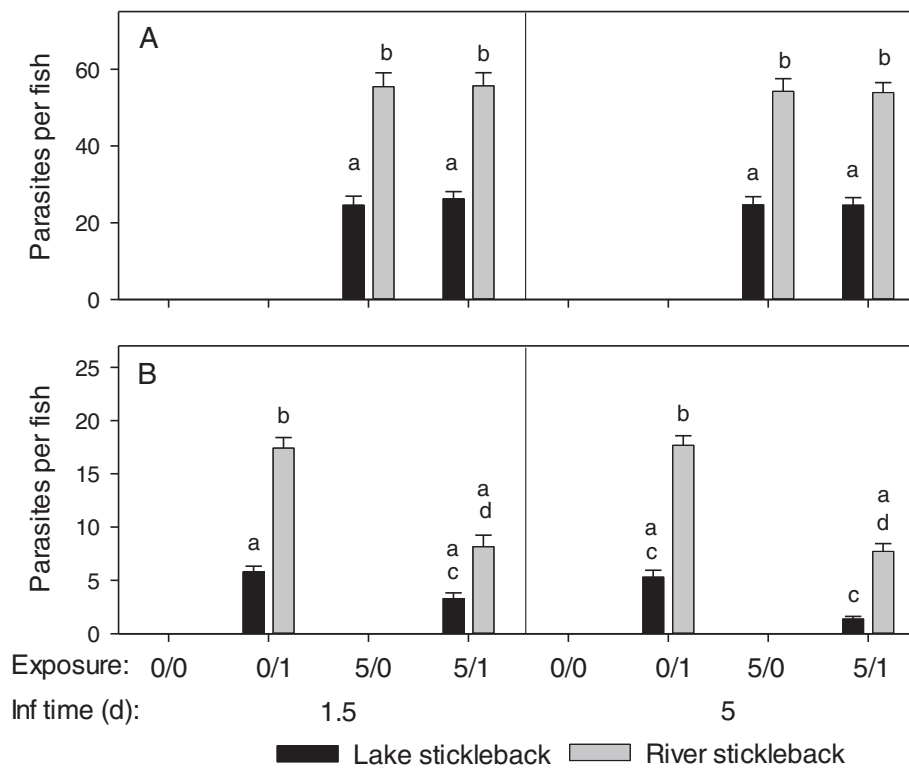 A
Parasites per fish
60
40
20
0
a b a b a b a b
B
Parasites per fish
25
20
15
10
5
0
a b a c a d a c b c a d
Exposure: 0/0 0/1 5/0 5/1 0/0 0/1 5/0 5/1
Inf time (d): 1.5 5
Lake stickleback River stickleback